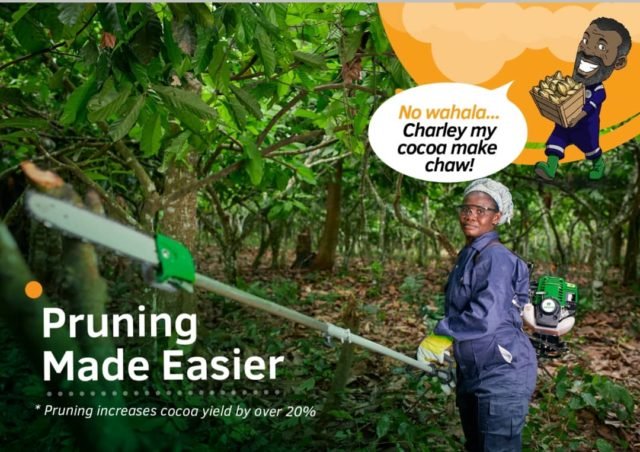 No wahala...
Charley my
cocoa make
chaw!
Pruning
Made Easier
* Pruning increases cocoa yield by over 20%